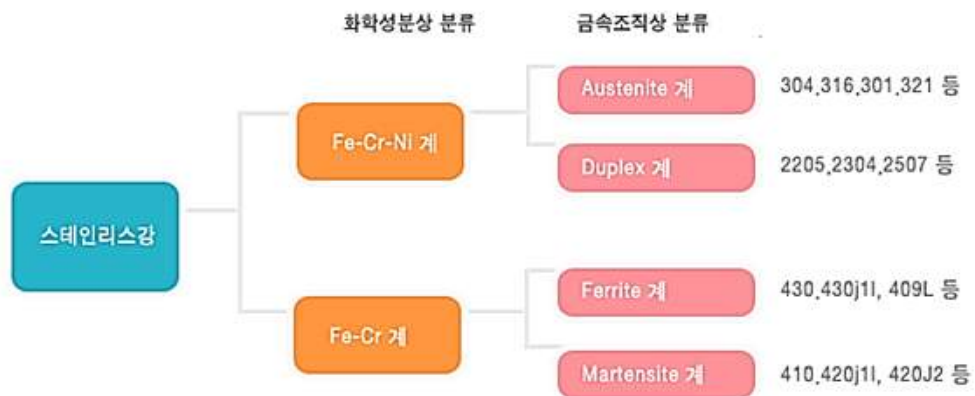 화학성분상 분류
금속조직상 분류
Austenite 계
304,316,301,321 등
Fe-Cr-Ni 계
Duplex 계
2205,2304,2507 등
스테인리스강
Ferrite 계
430,430j1l, 409L 등
Fe-Cr 계
Martensite 계
410,420j1l, 420J2 등